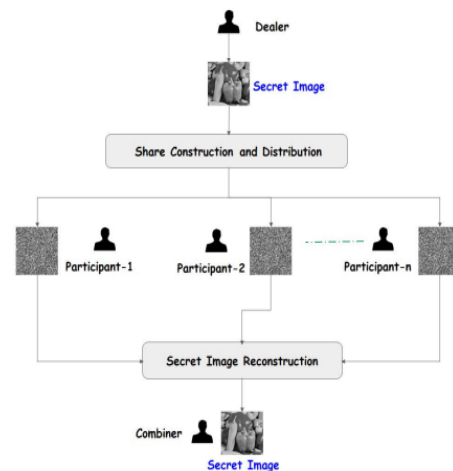 Dealer
Secret Image
Share Construction and Distribution
Participant-1
Participant-2
Participant-n
Secret Image Reconstruction
Combiner
Secret Image